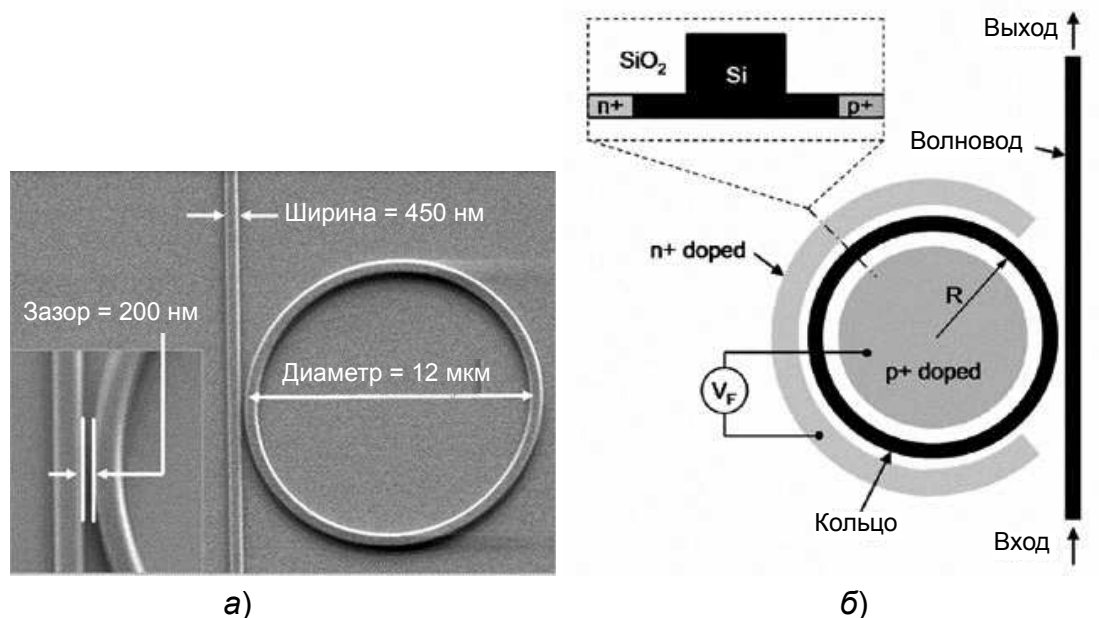 Ширина = 450 нм
Зазор = 200 нм
Диаметр = 12 мкм
а)
SiO2
Si
n+
p+
Выход
Волновод
n+ doped
R
p+ doped
VF
Кольцо
Вход
б)